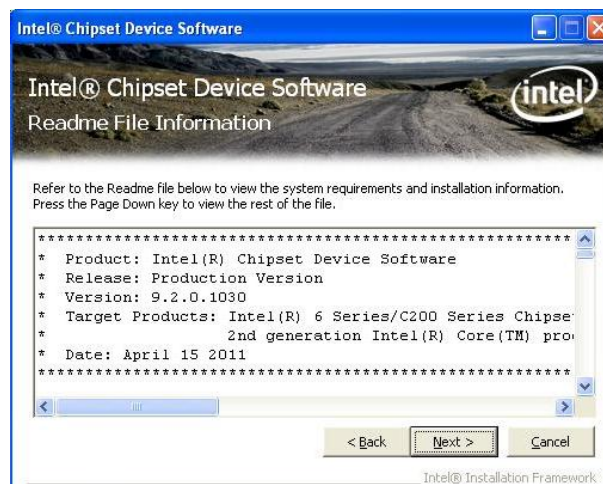 Intel® Chipset Device Software
Intel® Chipset Device Software
intel
Readme File Information
Refer to the Readme file below to view the system requirements and installation information.
Press the Page Down key to view the rest of the file.
************************************************************
* Product: Intel(R) Chipset Device Software
* Release: Production Version
* Version: 9.2.0.1030
* Target Products: Intel(R) 6 Series/C200 Series Chipse
* 2nd generation Intel(R) Core(TM) pro
* Date: April 15 2011
************************************************************
< Back
Next >
Cancel
Intel® Installation Framework